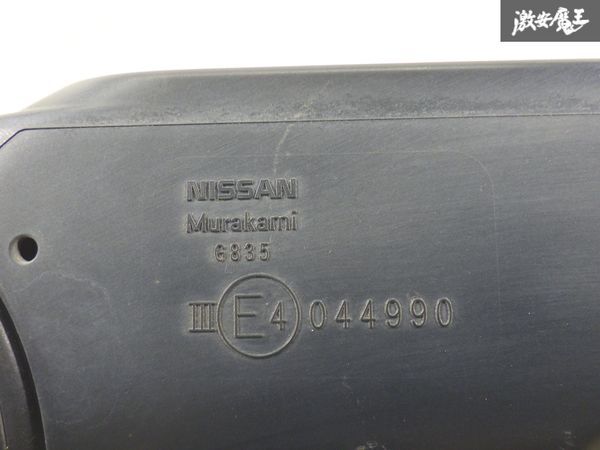 激安魔王
NISSAN
Murakami
G835
III E4 044990